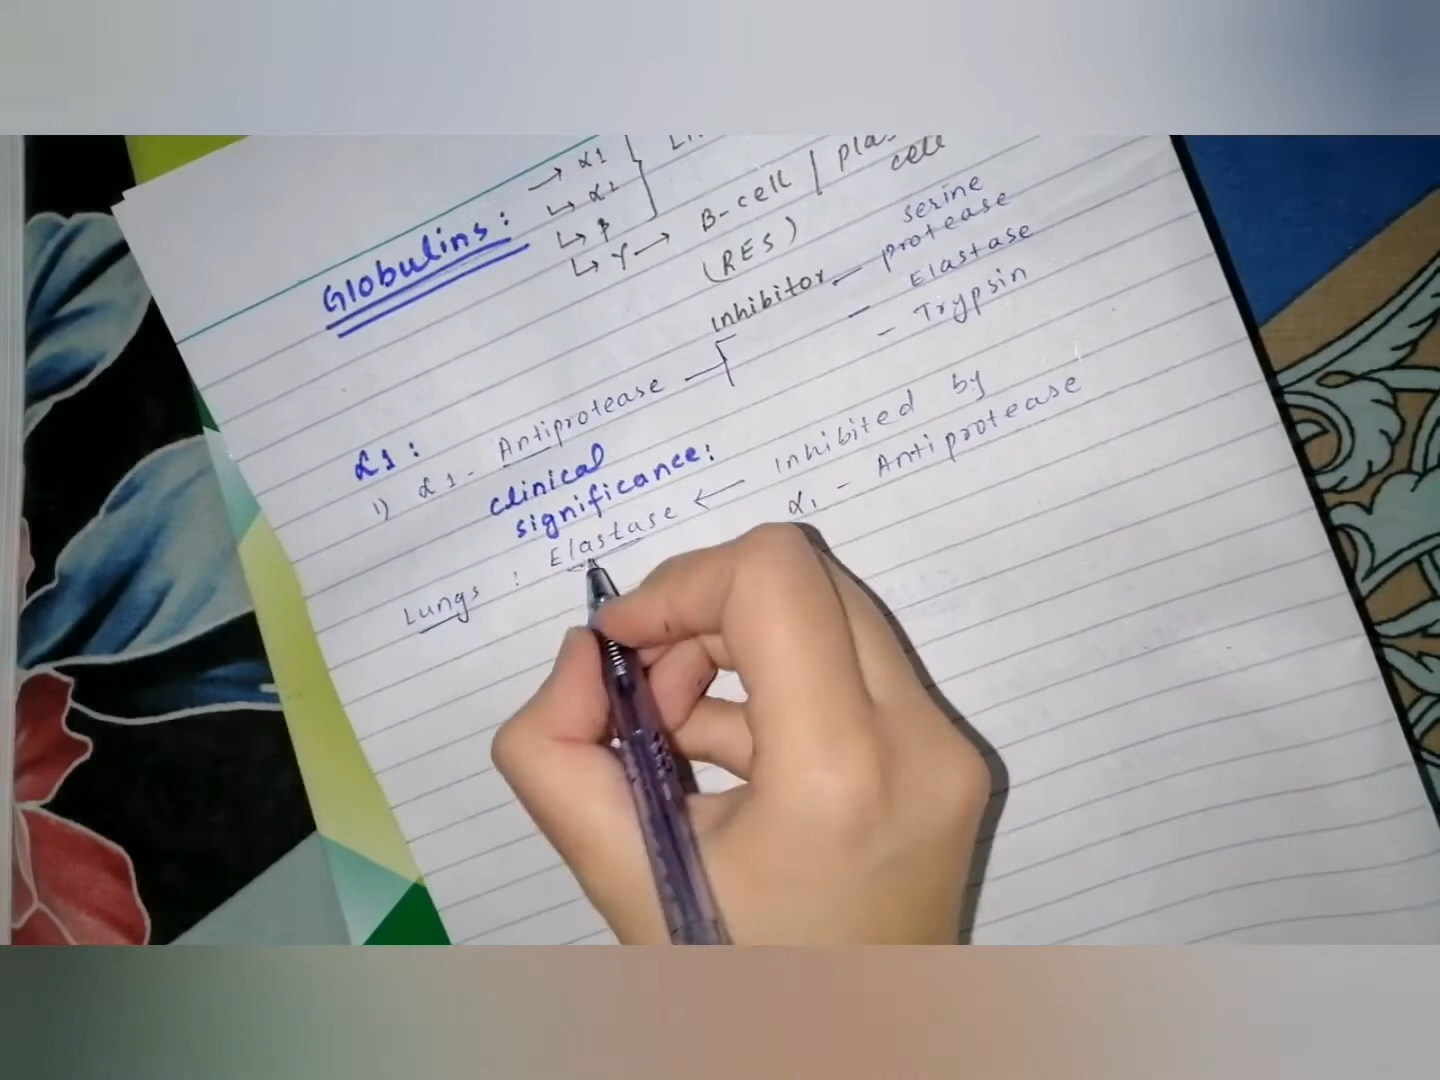 Globulins: → α1
↳ α2
↳ β
↳ γ → B-cell /
cell
(RES)
α1:
1) α1 - Antiprotease — inhibitor — serine
protease
- Elastase
- Trypsin
clinical
significance:
Lungs : Elastase ← Inhibited by
α1 - Antiprotease